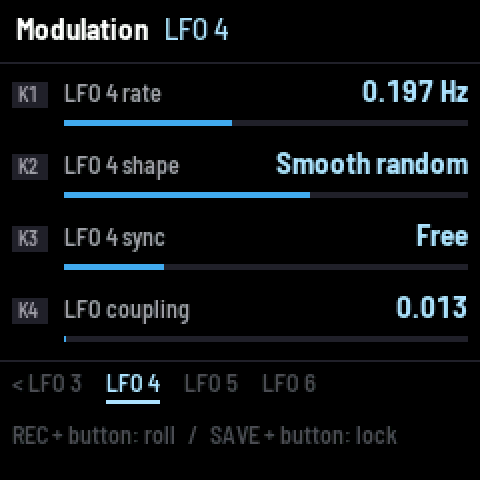 Modulation LFO 4
K1 LFO 4 rate 0.197 Hz
K2 LFO 4 shape Smooth random
K3 LFO 4 sync Free
K4 LFO coupling 0.013
< LFO 3 LFO 4 LFO 5 LFO 6
REC + button: roll / SAVE + button: lock